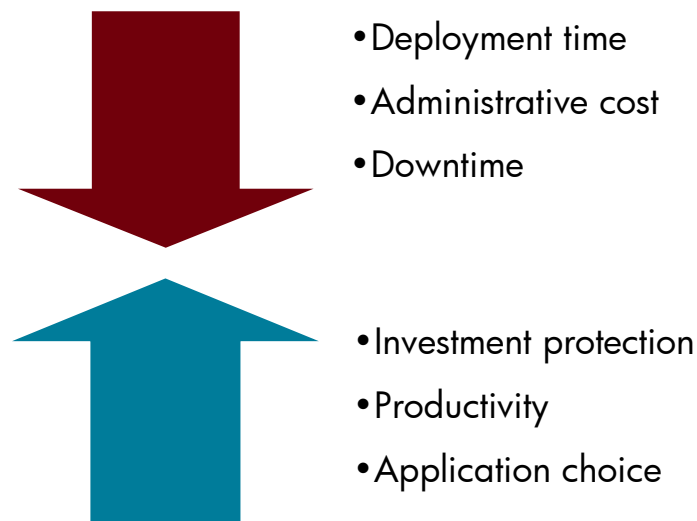 •Deployment time
•Administrative cost
•Downtime
•Investment protection
•Productivity
•Application choice